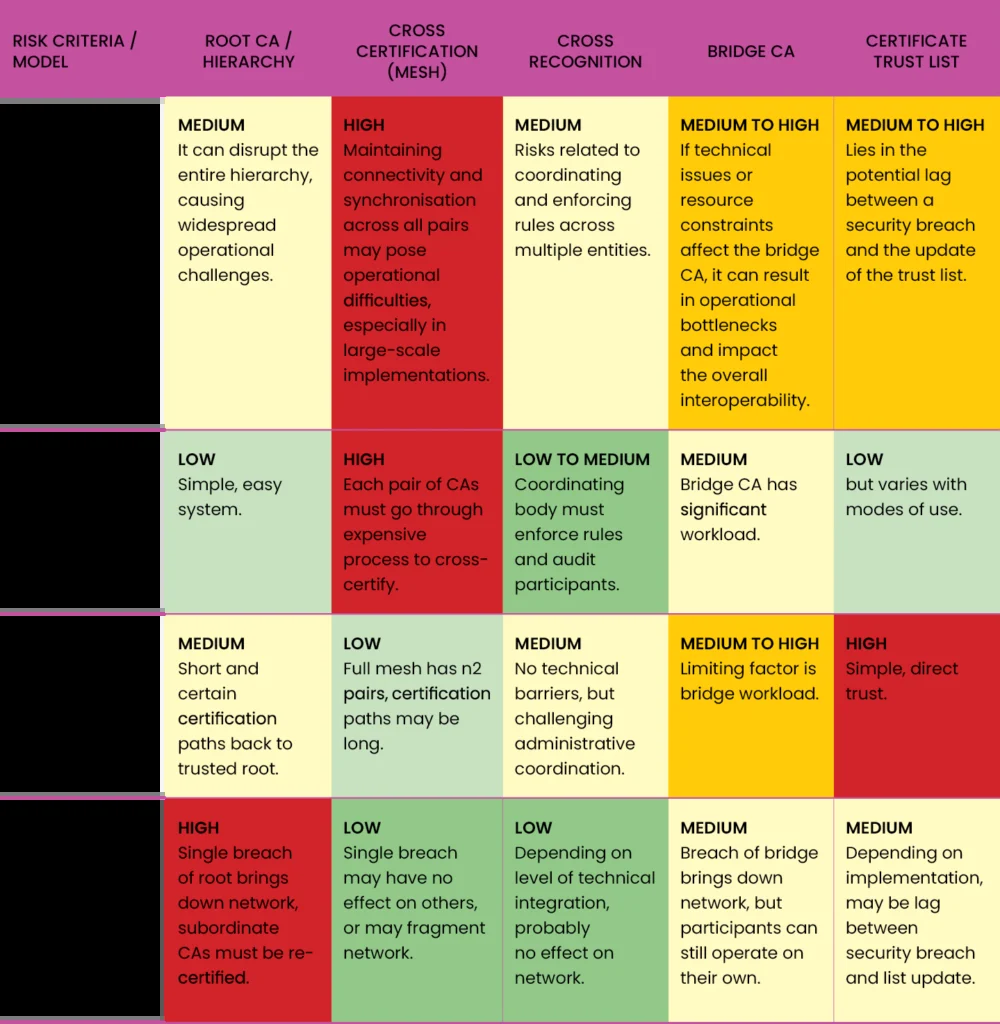 RISK CRITERIA /
MODEL
ROOT CA /
HIERARCHY
CROSS
CERTIFICATION
(MESH)
CROSS
RECOGNITION
BRIDGE CA
CERTIFICATE
TRUST LIST
MEDIUM
It can disrupt the
entire hierarchy,
causing
widespread
operational
challenges.
HIGH
Maintaining
connectivity and
synchronisation
across all pairs
may pose
operational
difficulties,
especially in
large-scale
implementations.
MEDIUM
Risks related to
coordinating
and enforcing
rules across
multiple entities.
MEDIUM TO HIGH
If technical
issues or
resource
constraints
affect the bridge
CA, it can result
in operational
bottlenecks
and impact
the overall
interoperability.
MEDIUM TO HIGH
Lies in the
potential lag
between a
security breach
and the update
of the trust list.
LOW
Simple, easy
system.
HIGH
Each pair of CAs
must go through
expensive
process to cross-
certify.
LOW TO MEDIUM
Coordinating
body must
enforce rules
and audit
participants.
MEDIUM
Bridge CA has
significant
workload.
LOW
but varies with
modes of use.
MEDIUM
Short and
certain
certification
paths back to
trusted root.
LOW
Full mesh has n2
pairs, certification
paths may be
long.
MEDIUM
No technical
barriers, but
challenging
administrative
coordination.
MEDIUM TO HIGH
Limiting factor is
bridge workload.
HIGH
Simple, direct
trust.
HIGH
Single breach
of root brings
down network,
subordinate
CAs must be re-
certified.
LOW
Single breach
may have no
effect on others,
or may fragment
network.
LOW
Depending on
level of technical
integration,
probably
no effect on
network.
MEDIUM
Breach of bridge
brings down
network, but
participants can
still operate on
their own.
MEDIUM
Depending on
implementation,
may be lag
between
security breach
and list update.